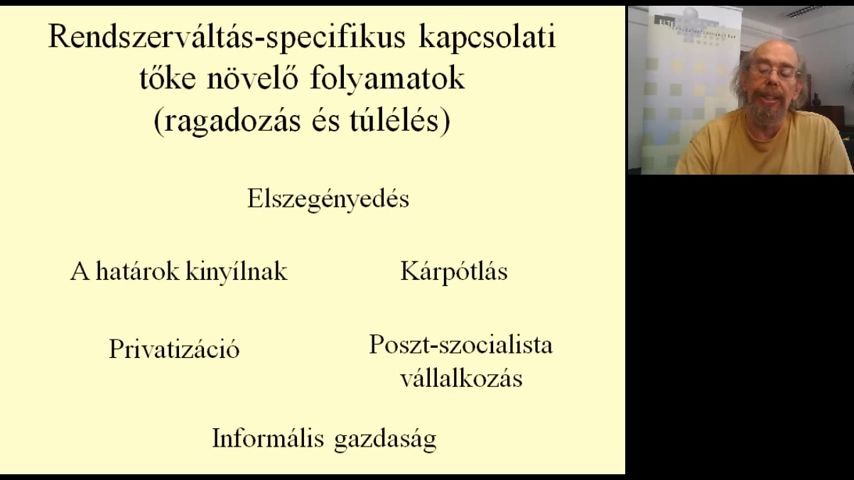 Rendszerváltás-specifikus kapcsolati
tőke növelő folyamatok
(ragadozás és túlélés)
Elszegényedés
A határok kinyílnak
Kárpótlás
Privatizáció
Poszt-szocialista
vállalkozás
Informális gazdaság